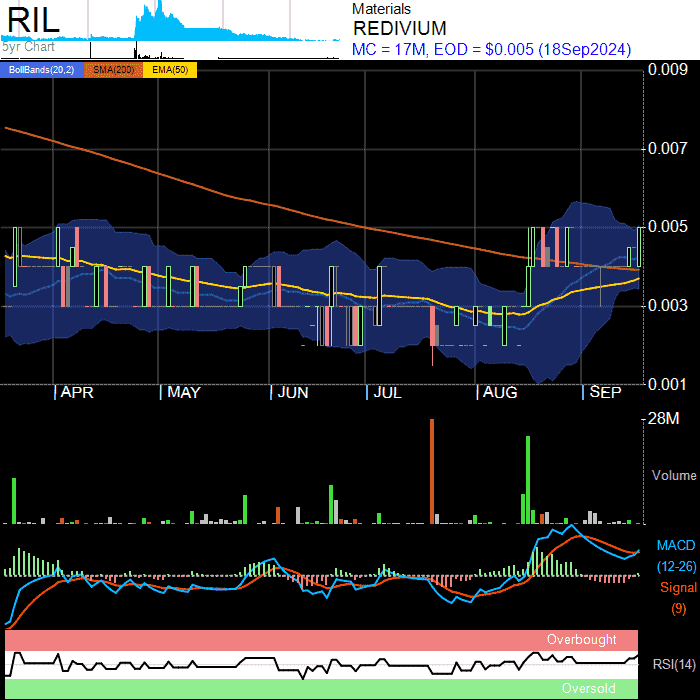 RIL
5yr Chart
Materials
REDIVIUM
MC = 17M, EOD = $0.005 (18Sep2024)
BollBands(20,2) SMA(200) EMA(50)
0.009
0.007
0.005
0.003
0.001
APR MAY JUN JUL AUG SEP
28M
Volume
MACD
(12-26)
Signal
(9)
Overbought
RSI(14)
Oversold